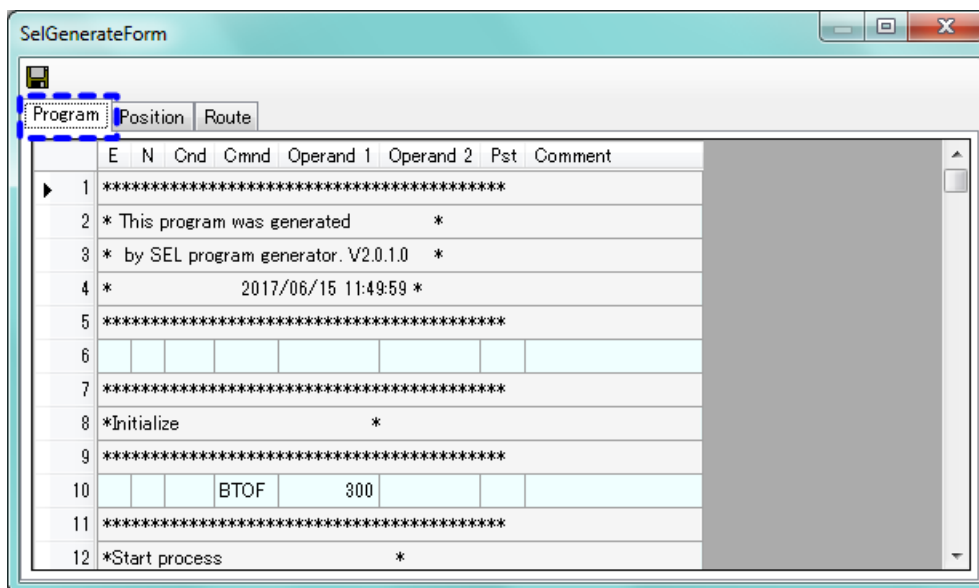 SelGenerateForm
Program Position Route
E N Cnd Cmnd Operand 1 Operand 2 Pst Comment
1 ******************************************
2 * This program was generated *
3 * by SEL program generator. V2.0.1.0 *
4 * 2017/06/15 11:49:59 *
5 ******************************************
6
7 ******************************************
8 *Initialize *
9 ******************************************
10 BTOF 300
11 ******************************************
12 *Start process *